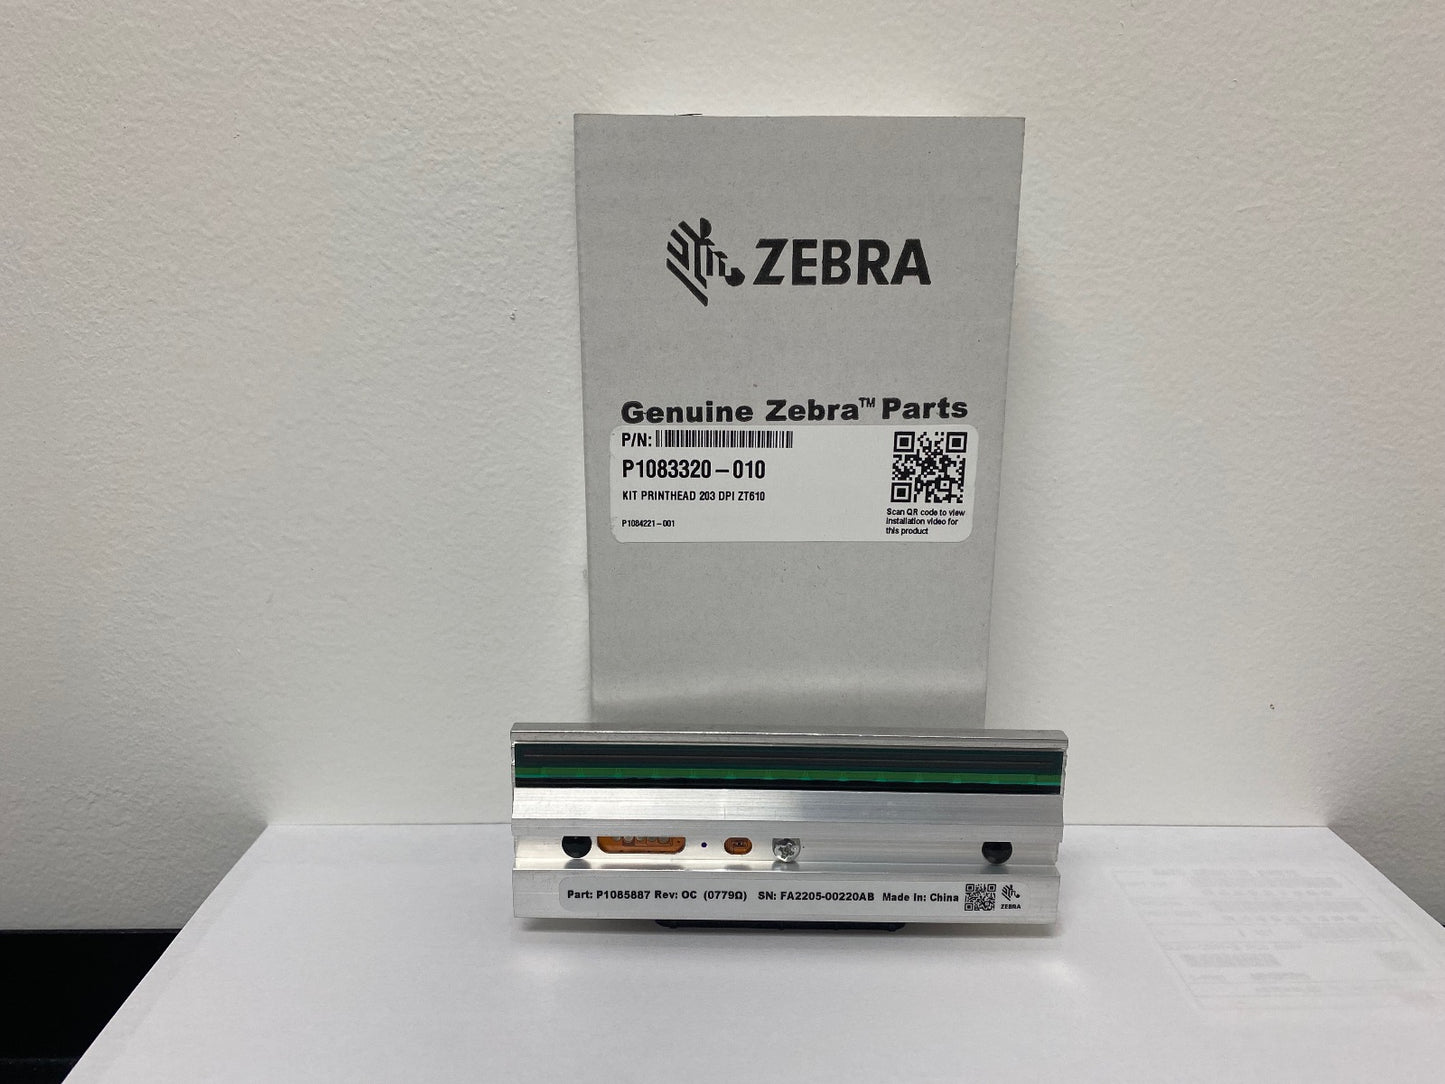 ZEBRA
Genuine Zebra™ Parts
P/N:
P1083320-010
KIT PRINTHEAD 203 DPI ZT610
P1084221-001
Scan QR code to view
installation video for
this product
Part: P1085887 Rev: OC (0779Ω) SN: FA2205-00220AB Made In: China
ZEBRA